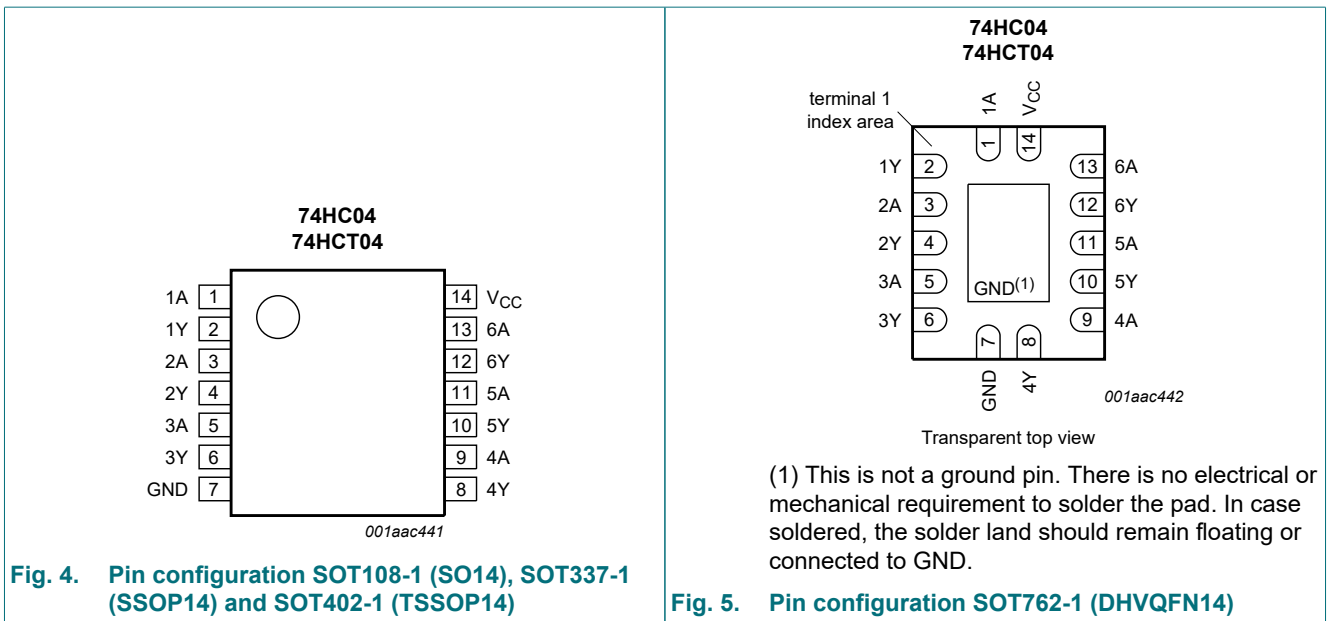 74HC04
74HCT04
1A 1
1Y 2
2A 3
2Y 4
3A 5
3Y 6
GND 7
14 VCC
13 6A
12 6Y
11 5A
10 5Y
9 4A
8 4Y
001aac441
Fig. 4. Pin configuration SOT108-1 (SO14), SOT337-1
(SSOP14) and SOT402-1 (TSSOP14)
74HC04
74HCT04
terminal 1
index area
1A
VCC
1
14
1Y 2
2A 3
2Y 4
3A 5
3Y 6
13 6A
12 6Y
11 5A
10 5Y
9 4A
GND(1)
7
8
GND
4Y
001aac442
Transparent top view
(1) This is not a ground pin. There is no electrical or
mechanical requirement to solder the pad. In case
soldered, the solder land should remain floating or
connected to GND.
Fig. 5. Pin configuration SOT762-1 (DHVQFN14)